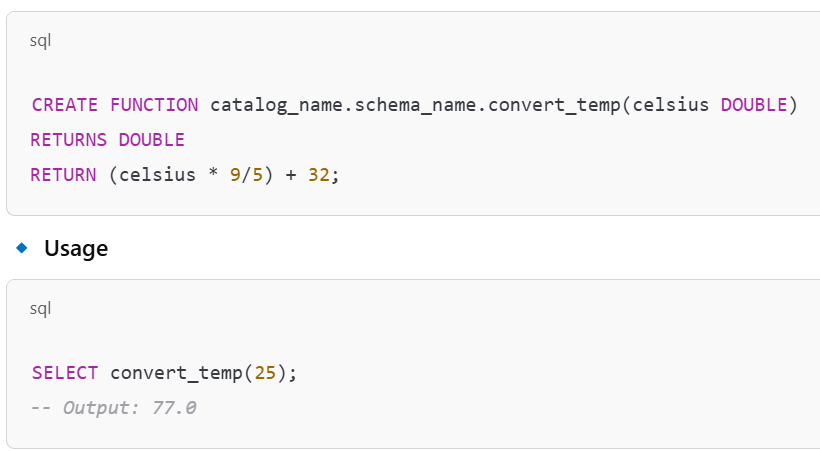 sql
CREATE FUNCTION catalog_name.schema_name.convert_temp(celsius DOUBLE)
RETURNS DOUBLE
RETURN (celsius * 9/5) + 32;
Usage
sql
SELECT convert_temp(25);
-- Output: 77.0